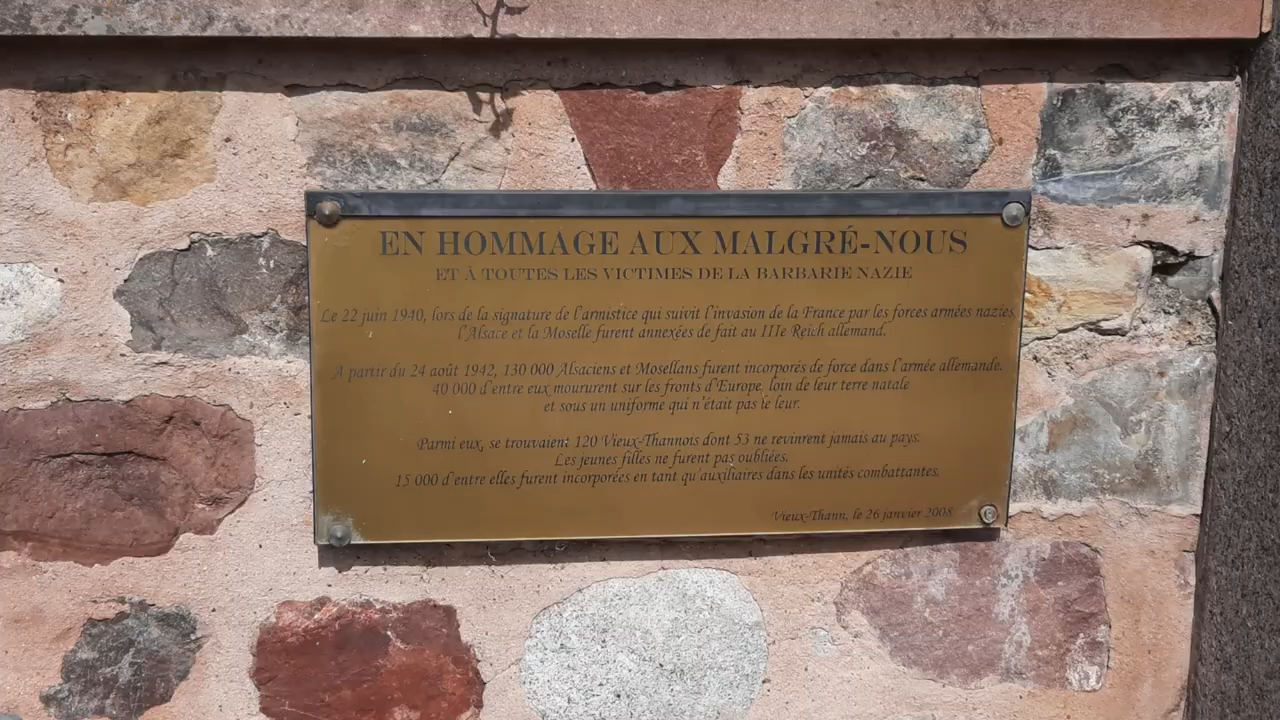 EN HOMMAGE AUX MALGRÉ-NOUS
ET À TOUTES LES VICTIMES DE LA BARBARIE NAZIE
Le 22 juin 1940, lors de la signature de l'armistice qui suivit l'invasion de la France par les forces armées nazies,
l'Alsace et la Moselle furent annexées de fait au IIIe Reich allemand.
A partir du 24 août 1942, 130 000 Alsaciens et Mosellans furent incorporés de force dans l'armée allemande.
40 000 d'entre eux moururent sur les fronts d'Europe, loin de leur terre natale
et sous un uniforme qui n'était pas le leur.
Parmi eux, se trouvaient 120 Vieux-Thannois dont 53 ne revinrent jamais au pays.
Les jeunes filles ne furent pas oubliées.
15 000 d'entre elles furent incorporées en tant qu'auxiliaires dans les unités combattantes.
Vieux-Thann, le 26 janvier 2008